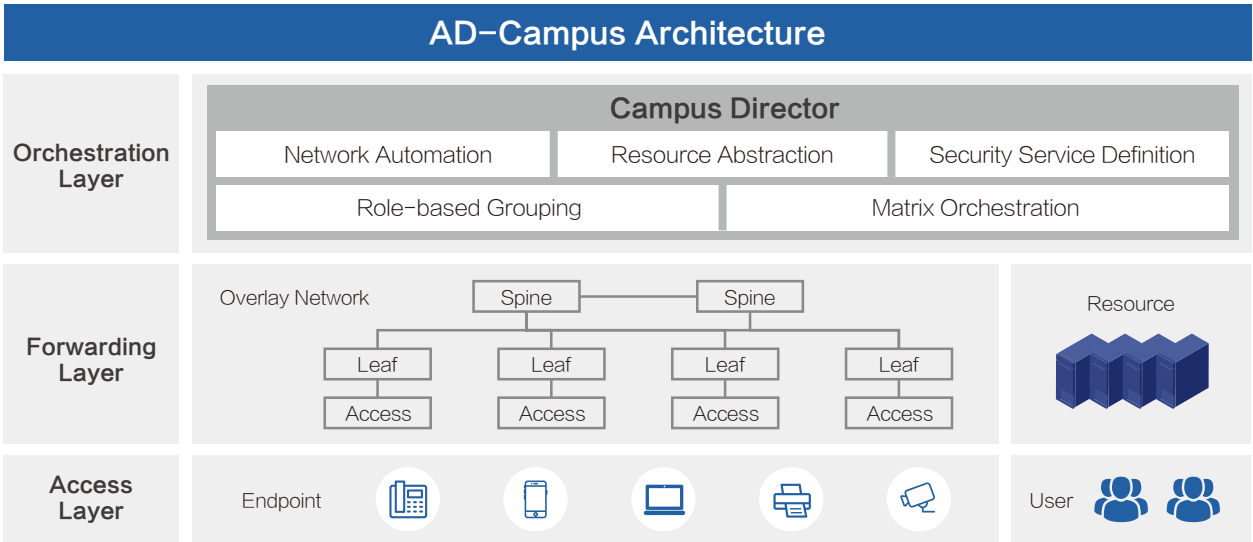 AD-Campus Architecture
Orchestration
Layer
Campus Director
Network Automation
Resource Abstraction
Security Service Definition
Role-based Grouping
Matrix Orchestration
Forwarding
Layer
Overlay Network
Spine
Spine
Leaf
Leaf
Leaf
Leaf
Access
Access
Access
Access
Resource
Access
Layer
Endpoint
User